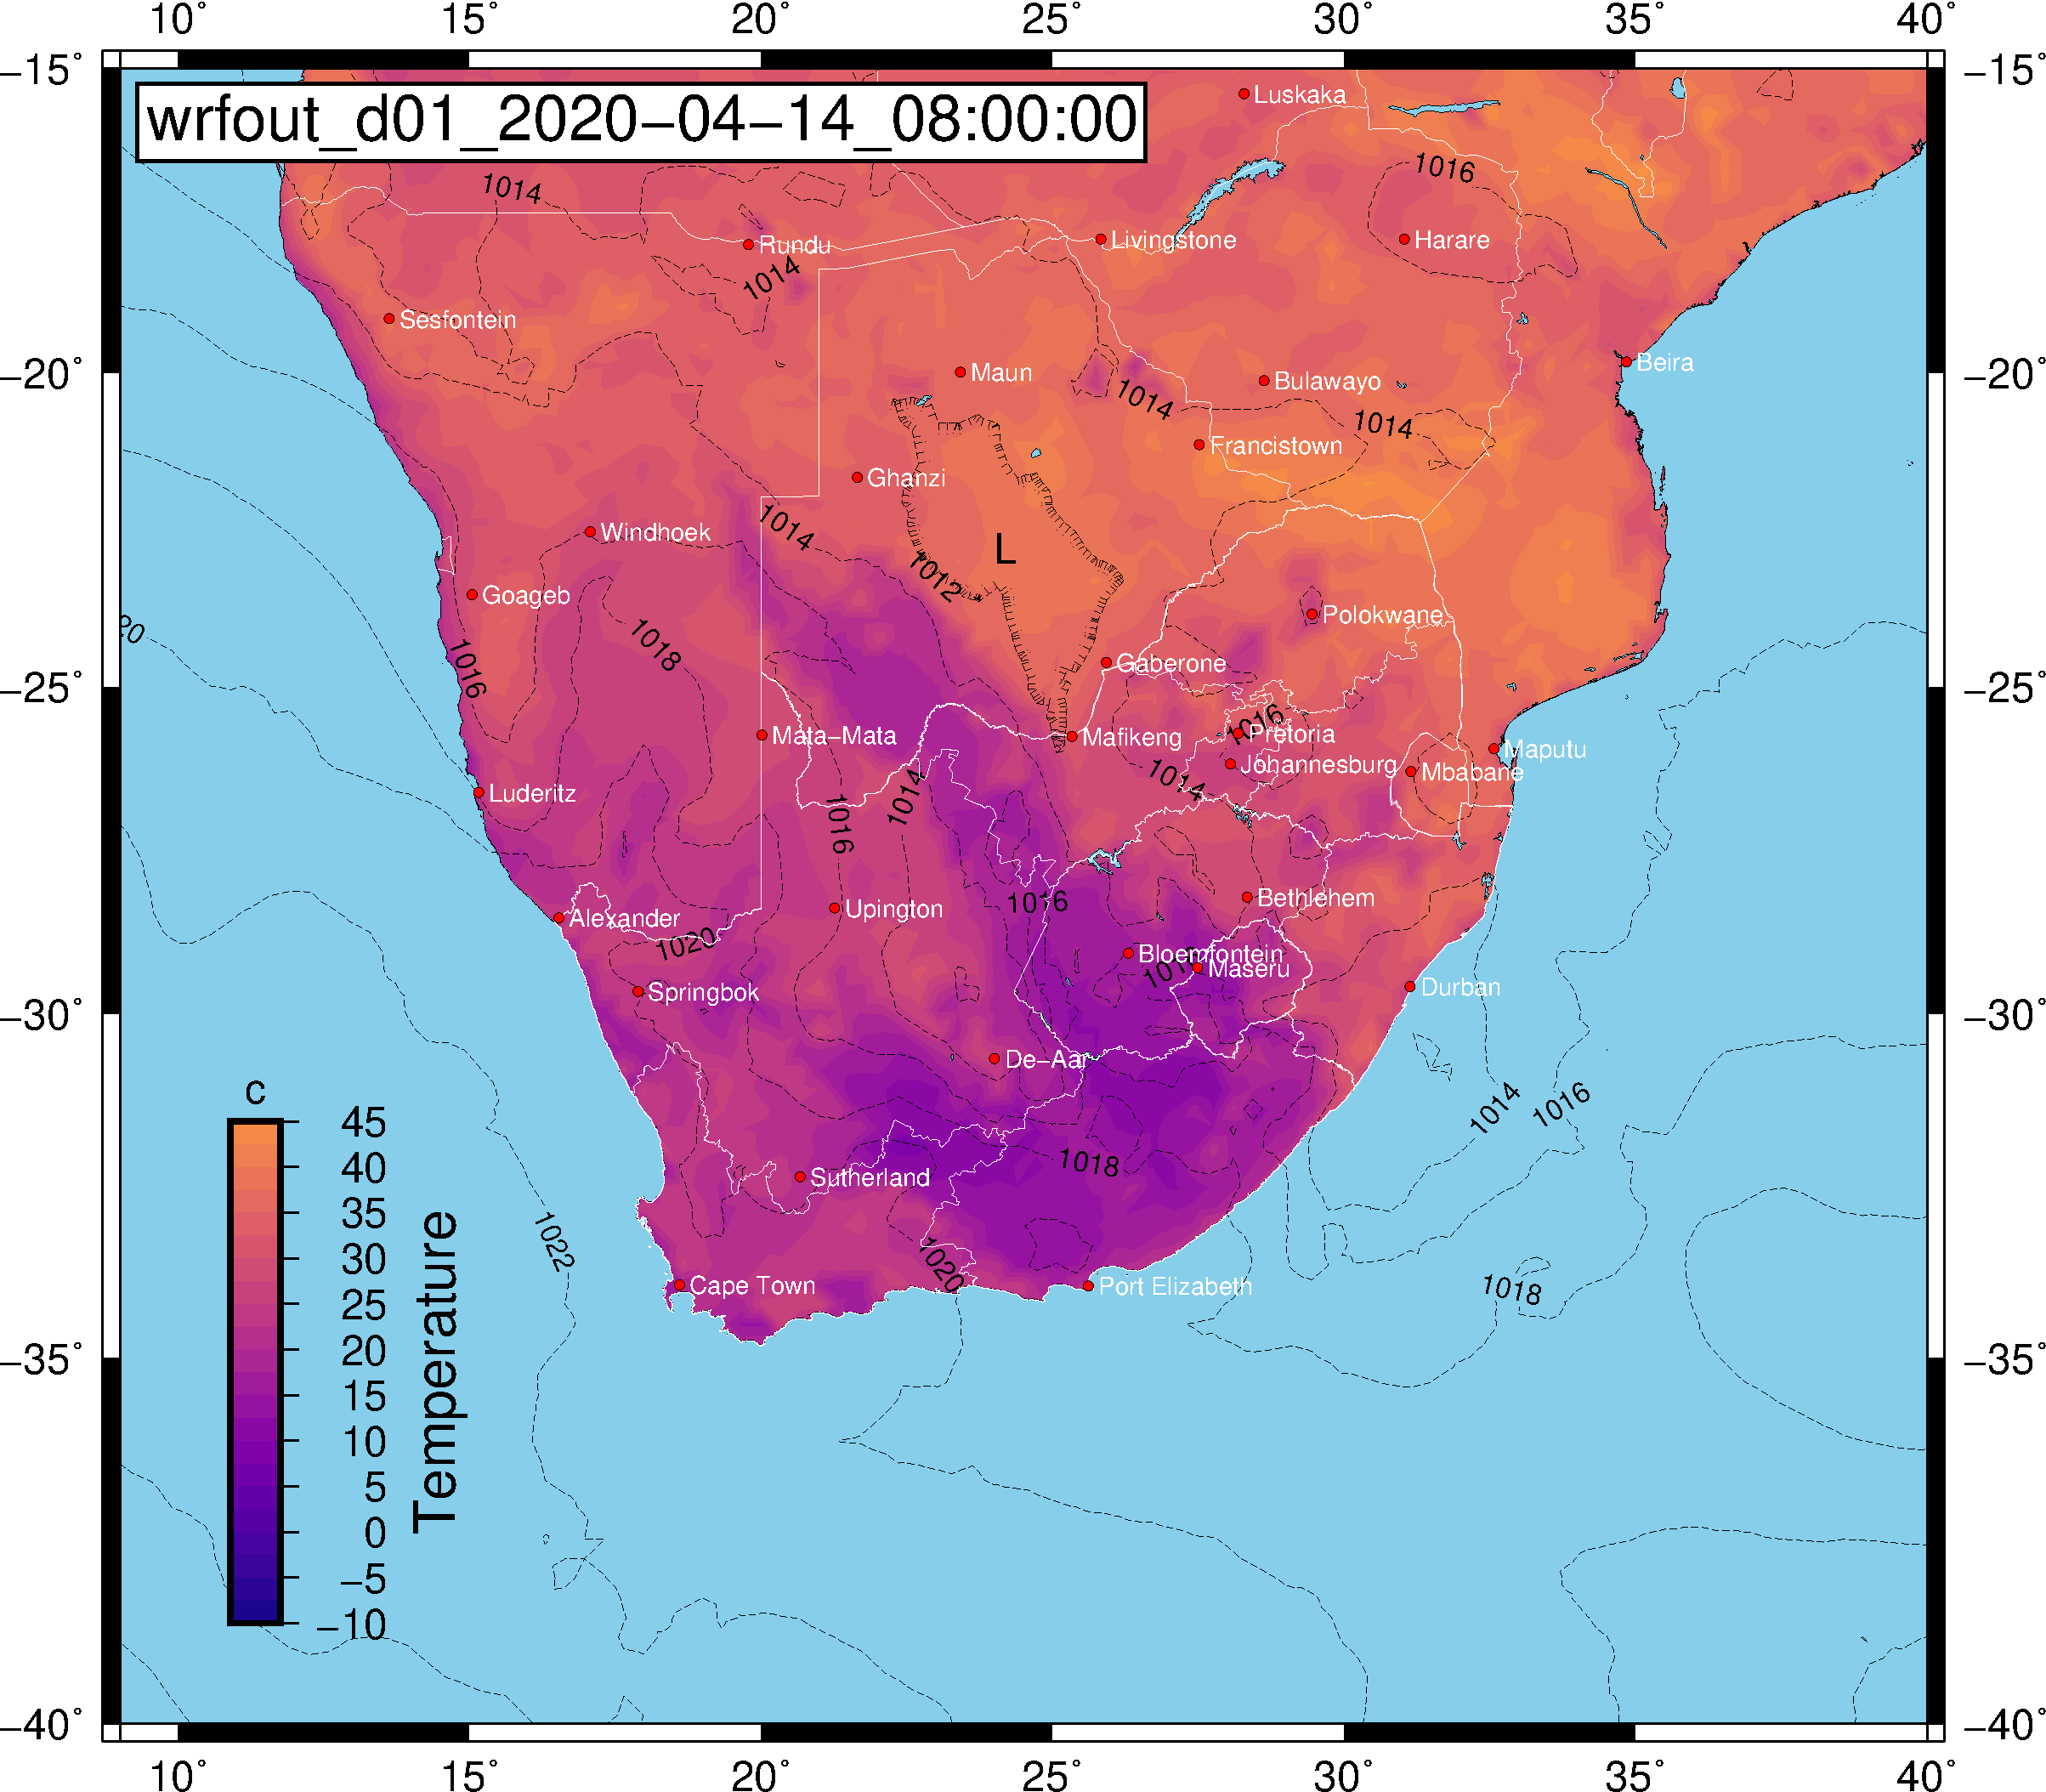 10° 15° 20° 25° 30° 35° 40°
−15° −15°
wrfout_d01_2020−04−14_08:00:00
Luskaka
1016
1014
Rundu
Livingstone
Harare
1014
Sesfontein
Beira
−20° −20°
Maun
Bulawayo
1014
1014
Francistown
Ghanzi
1014
Windhoek
L
1012
Goageb
Polokwane
20
1018
1016
Gaberone
−25° −25°
1016
Mata−Mata
Mafikeng
Pretoria
Maputu
Johannesburg
Mbabane
1014
1014
Luderitz
1016
Bethlehem
1016
Upington
Alexander
1020
Bloemfontein
Maseru
Springbok
Durban
−30° −30°
De−Aar
1014
1016
c
45
40
35
30
25
20
15
10
5
0
−5
−10
Temperature
1018
Sutherland
1022
1020
Cape Town
Port Elizabeth
1018
−35° −35°
−40° −40°
10° 15° 20° 25° 30° 35° 40°